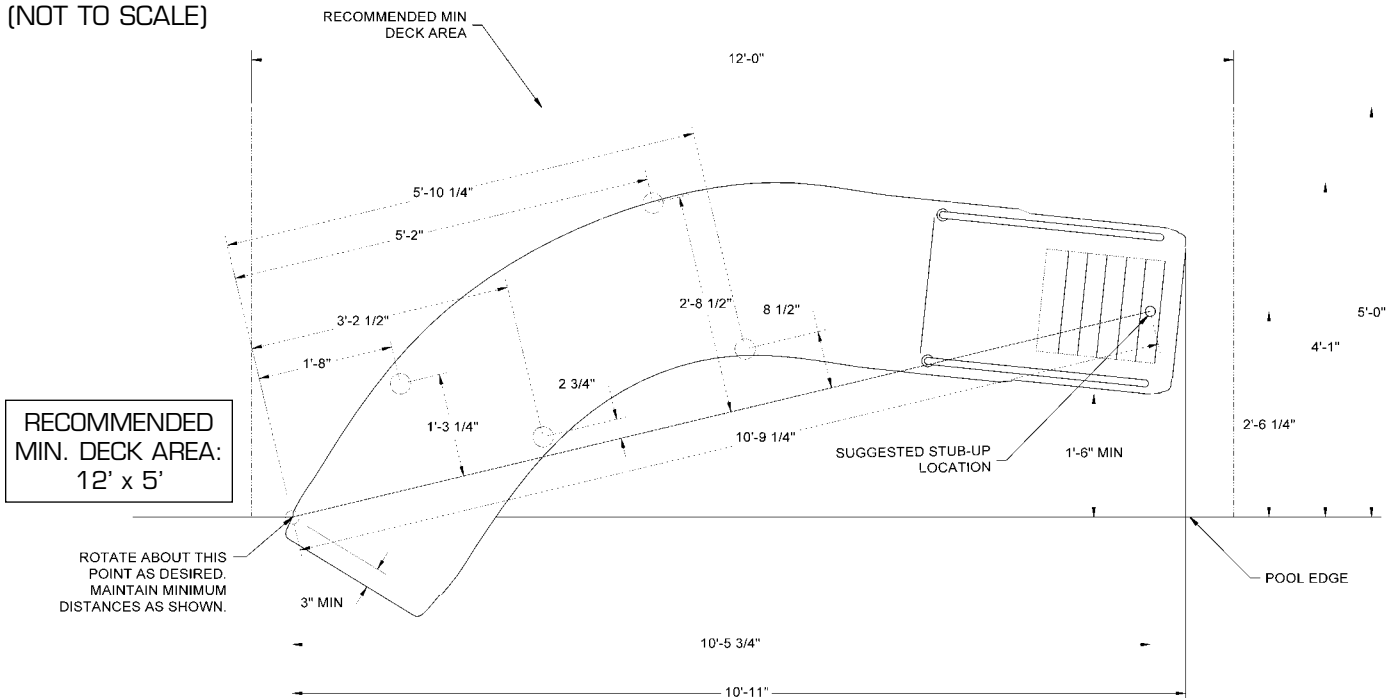 (NOT TO SCALE)
RECOMMENDED MIN
DECK AREA
12'-0"
5'-10 1/4"
5'-2"
3'-2 1/2"
1'-8"
2'-8 1/2"
8 1/2"
2 3/4"
1'-3 1/4"
10'-9 1/4"
5'-0"
4'-1"
2'-6 1/4"
1'-6" MIN
SUGGESTED STUB-UP
LOCATION
RECOMMENDED
MIN. DECK AREA:
12' x 5'
ROTATE ABOUT THIS
POINT AS DESIRED.
MAINTAIN MINIMUM
DISTANCES AS SHOWN.
3" MIN
POOL EDGE
10'-5 3/4"
10'-11"